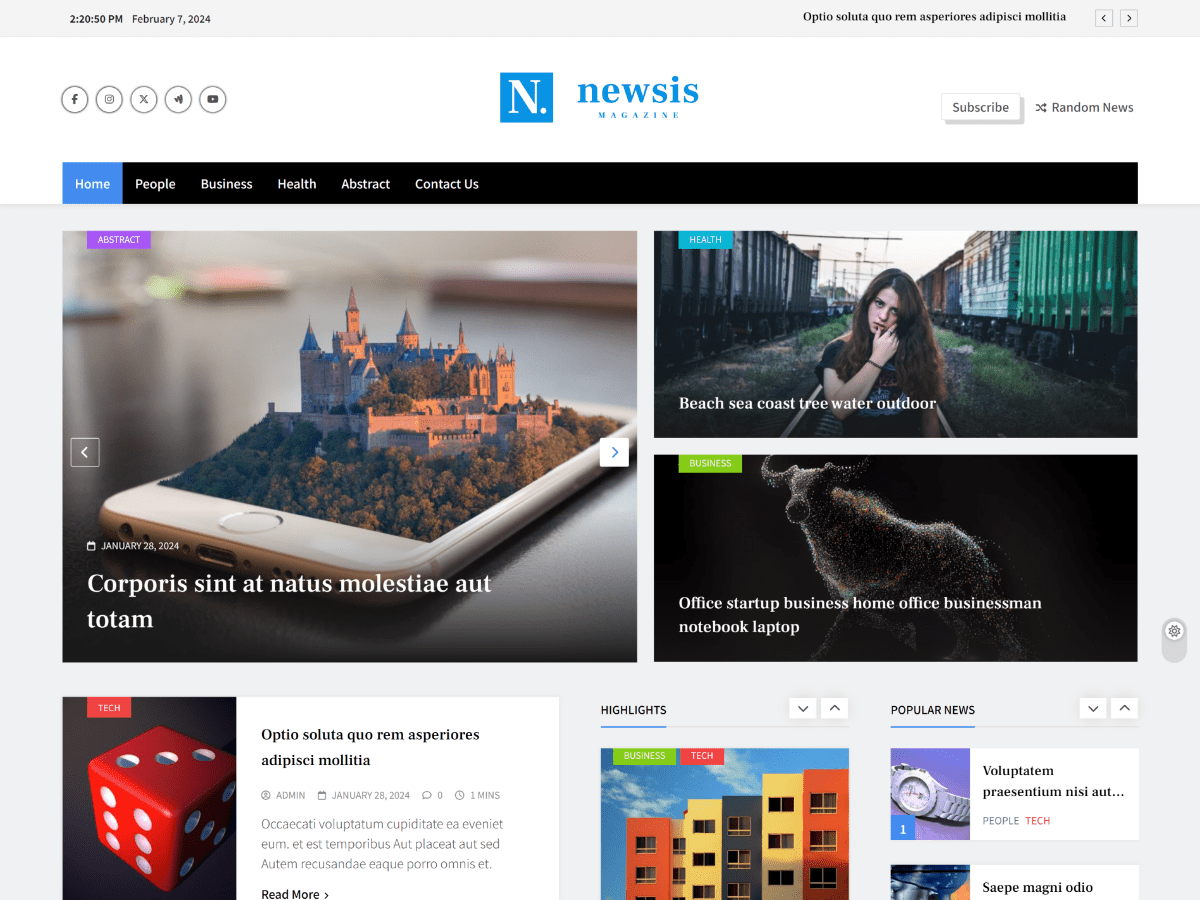 2:20:50 PM February 7, 2024
Optio soluta quo rem asperiores adipisci mollitia
N. newsis
MAGAZINE
Subscribe Random News
Home People Business Health Abstract Contact Us
ABSTRACT
JANUARY 28, 2024
Corporis sint at natus molestiae aut
totam
HEALTH
Beach sea coast tree water outdoor
BUSINESS
Office startup business home office businessman
notebook laptop
TECH
Optio soluta quo rem asperiores
adipisci mollitia
ADMIN JANUARY 28, 2024 0 1 MINS
Occaecati voluptatum cupiditate ea eveniet
eum. et est temporibus Aut placeat aut sed
Autem recusandae eaque porro omnis et.
Read More
HIGHLIGHTS
BUSINESS TECH
POPULAR NEWS
1
Voluptatem
praesentium nisi aut...
PEOPLE TECH
Saepe magni odio